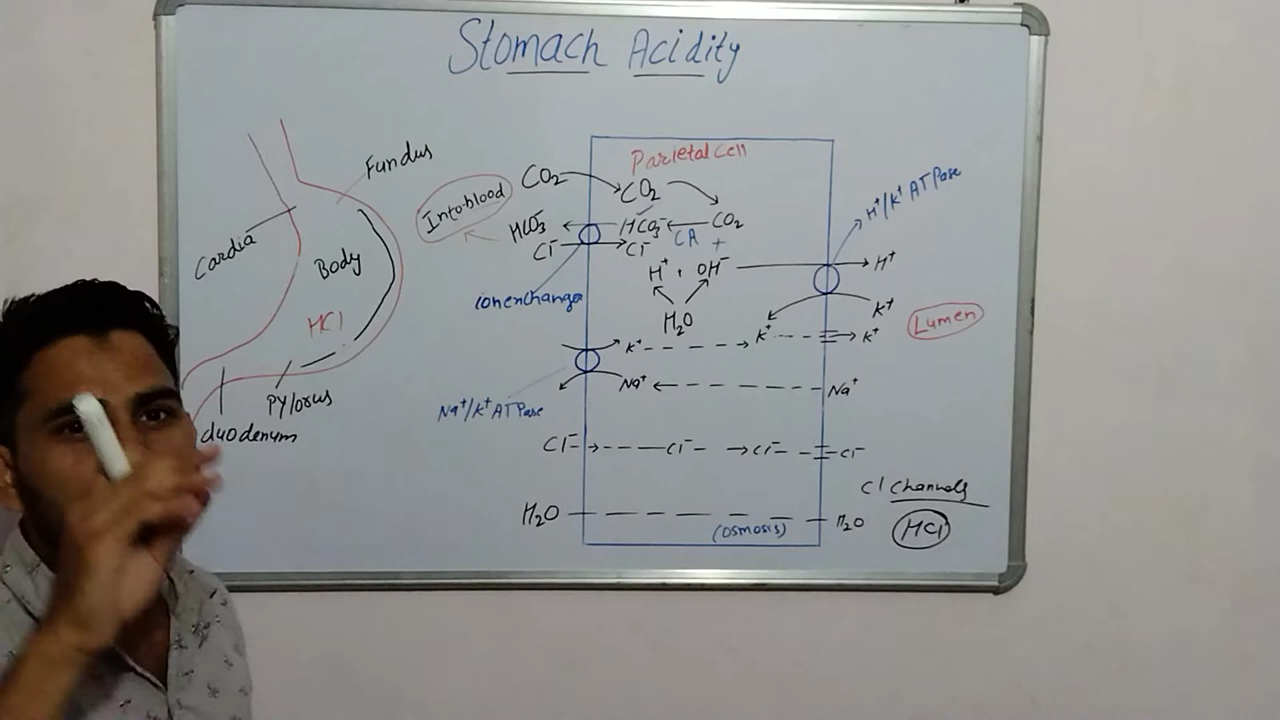 Stomach Acidity
Fundus
Cardia
Body
HCl
Pylorus
duodenum
Parietal Cell
Into blood
CO₂ CO₂
HCO₃⁻ HCO₃⁻ CO₂
Cl⁻ Cl⁻ CA +
H⁺ + OH⁻
H₂O
ion exchanger
H⁺/K⁺ ATPase
H⁺
K⁺
Lumen
K⁺ K⁺ K⁺
Na⁺ Na⁺
Na⁺/K⁺ ATPase
Cl⁻ Cl⁻ Cl⁻ Cl⁻
Cl Channels
H₂O (osmosis) H₂O
HCl